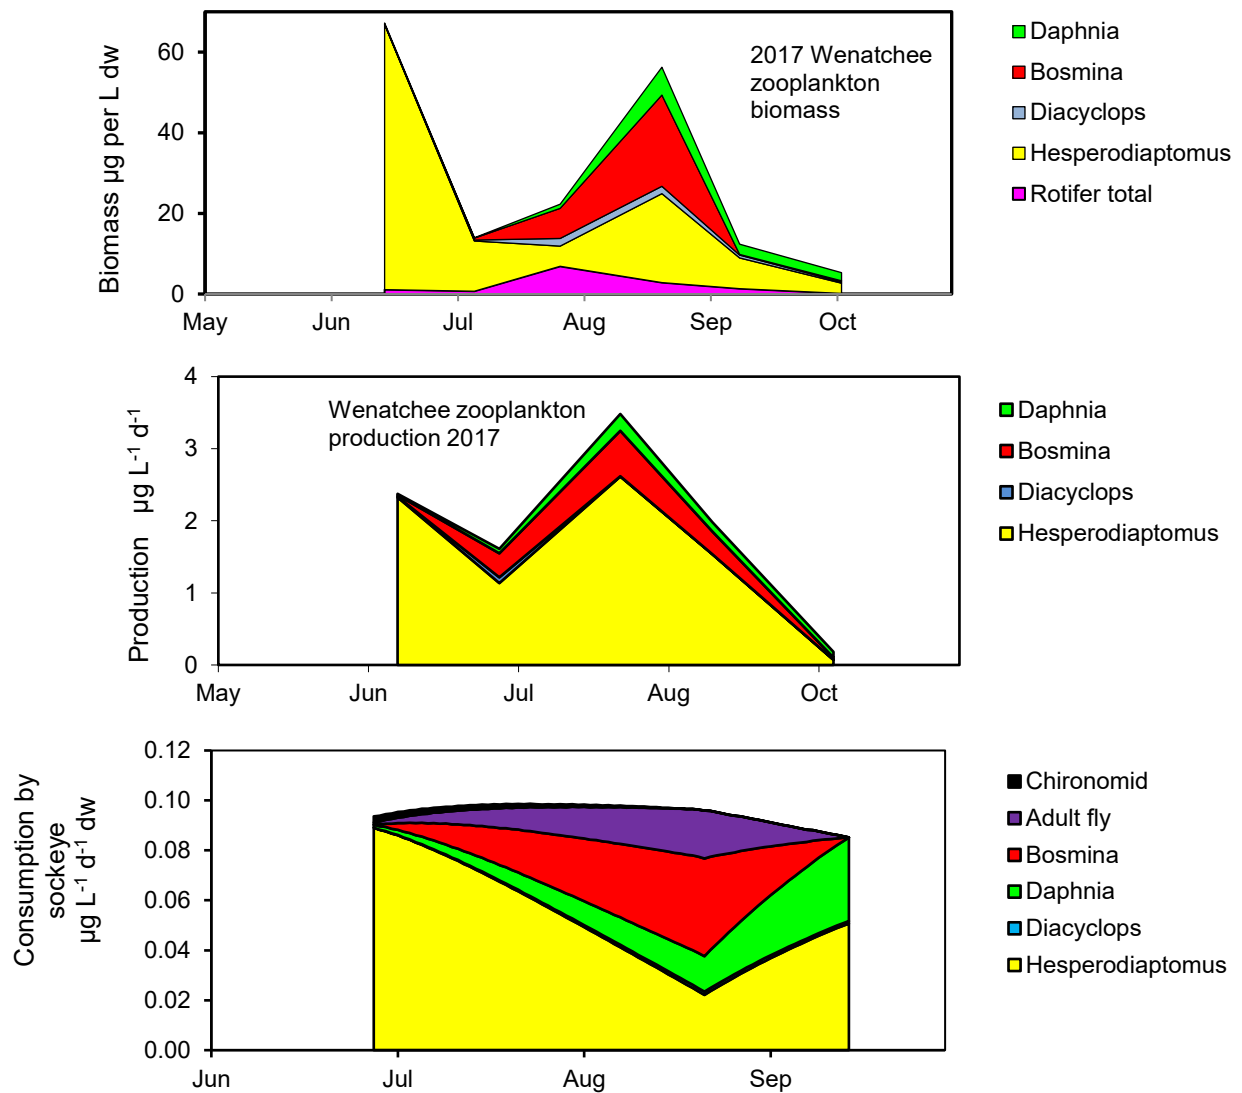 Biomass µg per L dw
60
40
20
0
May Jun Jul Aug Sep Oct
2017 Wenatchee
zooplankton
biomass
Daphnia
Bosmina
Diacyclops
Hesperodiaptomus
Rotifer total
Production µg L-1 d-1
4
3
2
1
0
May Jun Jul Aug Oct
Wenatchee zooplankton
production 2017
Daphnia
Bosmina
Diacyclops
Hesperodiaptomus
Consumption by
sockeye
µg L-1 d-1 dw
0.12
0.10
0.08
0.06
0.04
0.02
0.00
Jun Jul Aug Sep
Chironomid
Adult fly
Bosmina
Daphnia
Diacyclops
Hesperodiaptomus